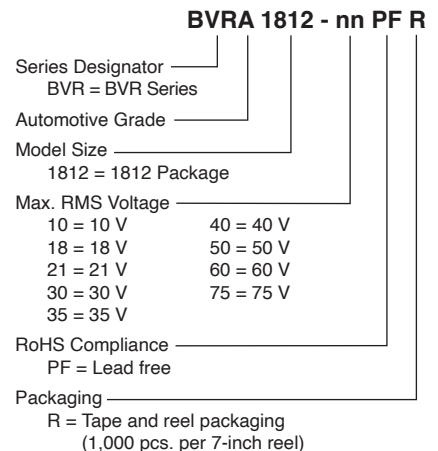 BVRA 1812 - nn PF R
Series Designator
BVR = BVR Series
Automotive Grade
Model Size
1812 = 1812 Package
Max. RMS Voltage
10 = 10 V 40 = 40 V
18 = 18 V 50 = 50 V
21 = 21 V 60 = 60 V
30 = 30 V 75 = 75 V
35 = 35 V
RoHS Compliance
PF = Lead free
Packaging
R = Tape and reel packaging
(1,000 pcs. per 7-inch reel)